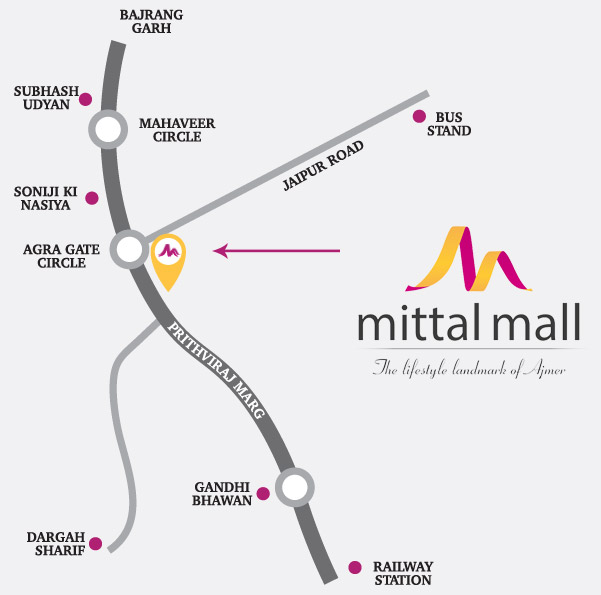 BAJRANG
GARH
SUBHASH
UDYAN
MAHAVEER
CIRCLE
BUS
STAND
JAIPUR ROAD
SONIJI KI
NASIYA
AGRA GATE
CIRCLE
mittal mall
The lifestyle landmark of Ajmer
PRITHVIRAJ MARG
GANDHI
BHAWAN
DARGAH
SHARIF
RAILWAY
STATION